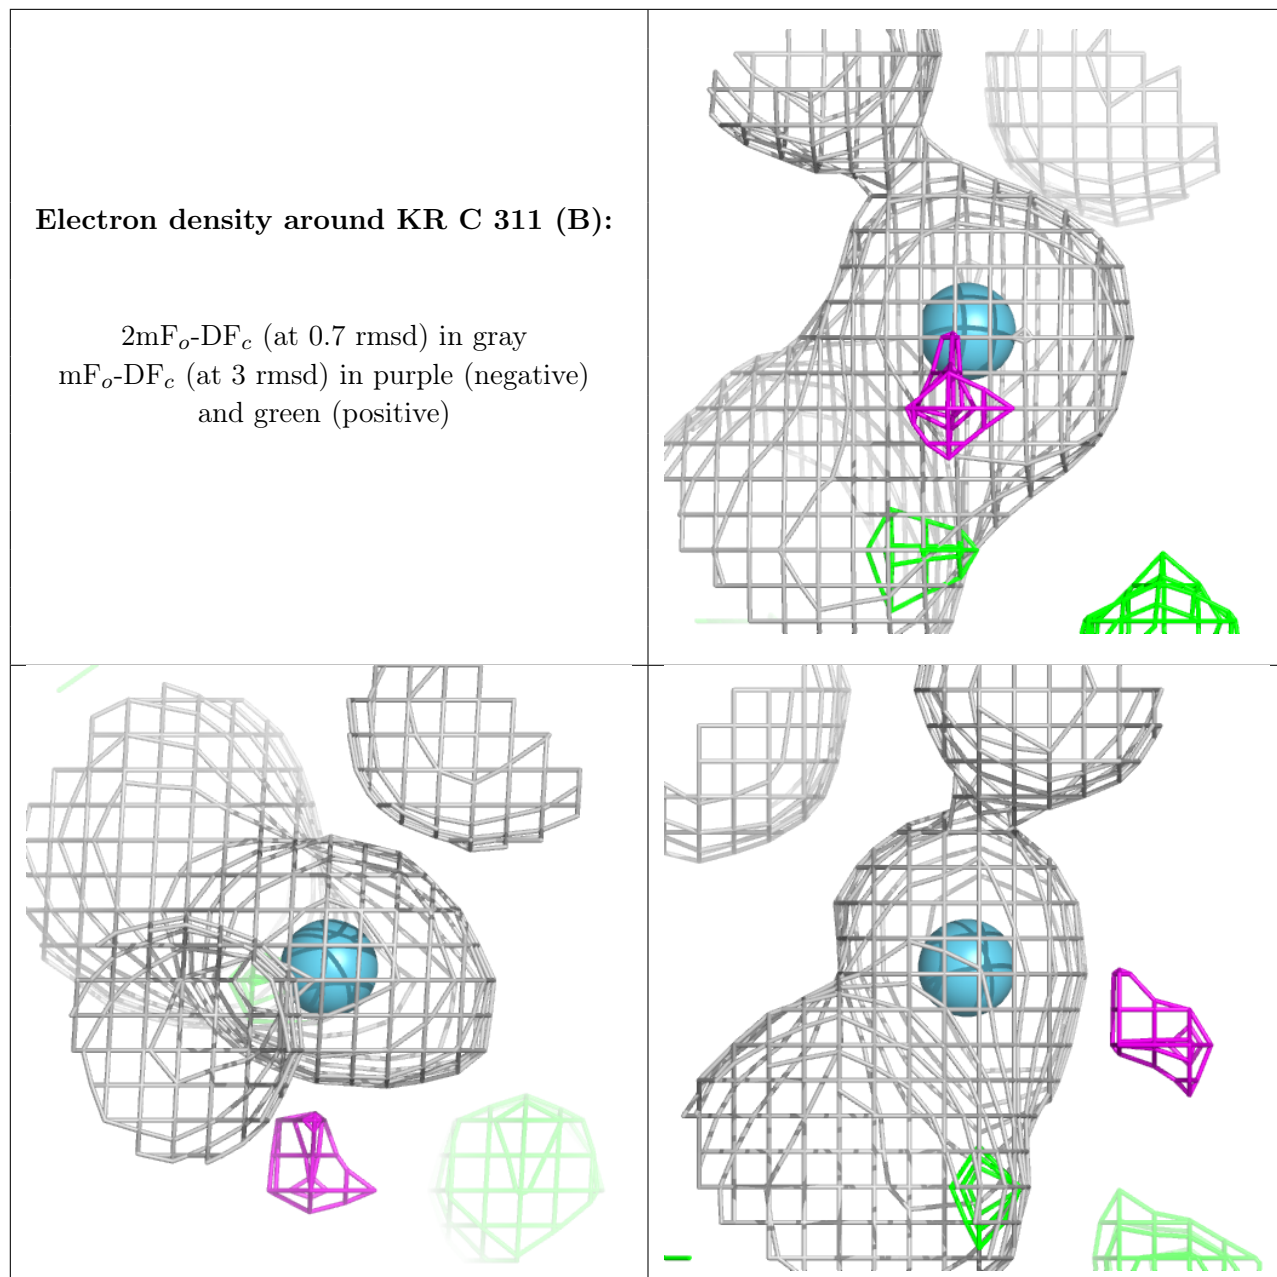 Electron density around KR C 311 (B):
2mFo-DFc (at 0.7 rmsd) in gray
mFo-DFc (at 3 rmsd) in purple (negative)
and green (positive)